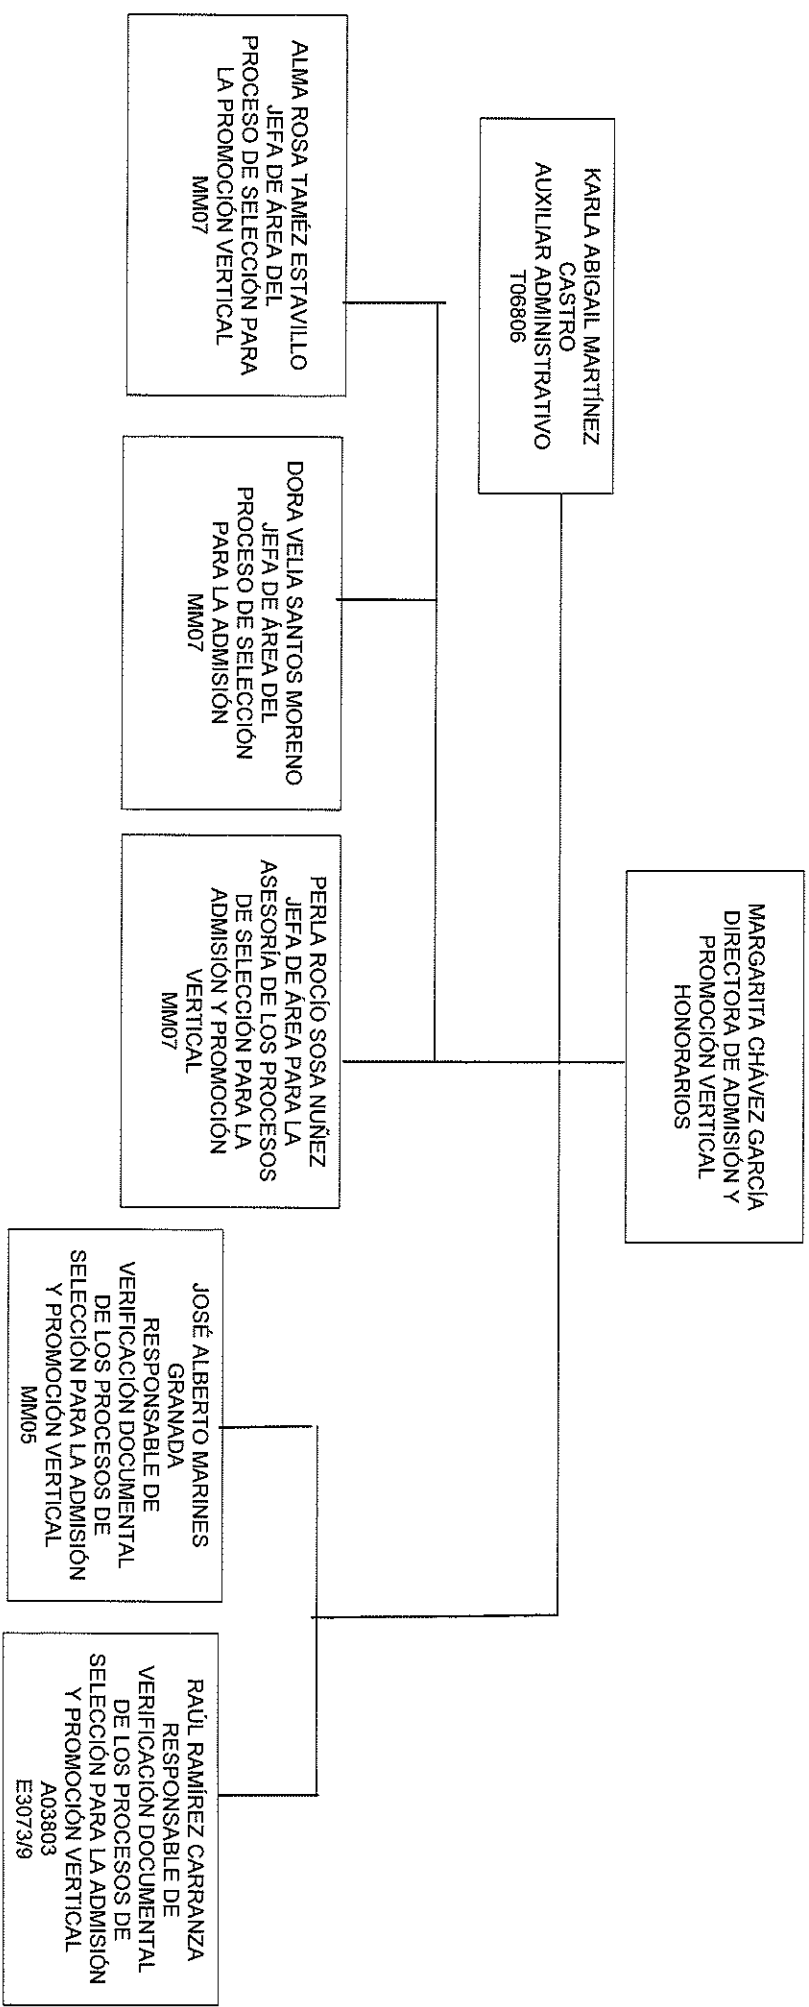 MARGARITA CHÁVEZ GARCÍA
DIRECTORA DE ADMISIÓN Y
PROMOCIÓN VERTICAL
HONORARIOS
KARLA ABIGAIL MARTÍNEZ
CASTRO
AUXILIAR ADMINISTRATIVO
T06806
ALMA ROSA TAMÉZ ESTAVILLO
JEFA DE ÁREA DEL
PROCESO DE SELECCIÓN PARA
LA PROMOCIÓN VERTICAL
MM07
DORA VELIA SANTOS MORENO
JEFA DE ÁREA DEL
PROCESO DE SELECCIÓN
PARA LA ADMISIÓN
MM07
PERLA ROCÍO SOSA NUÑEZ
JEFA DE ÁREA PARA LA
ASESORÍA DE LOS PROCESOS
DE SELECCIÓN PARA LA
ADMISIÓN Y PROMOCIÓN
VERTICAL
MM07
JOSÉ ALBERTO MARINES
GRANADA
RESPONSABLE DE
VERIFICACIÓN DOCUMENTAL
DE LOS PROCESOS DE
SELECCIÓN PARA LA ADMISIÓN
Y PROMOCIÓN VERTICAL
MM05
RAÚL RAMÍREZ CARRANZA
RESPONSABLE DE
VERIFICACIÓN DOCUMENTAL
DE LOS PROCESOS DE
SELECCIÓN PARA LA ADMISIÓN
Y PROMOCIÓN VERTICAL
A03803
E3073/9